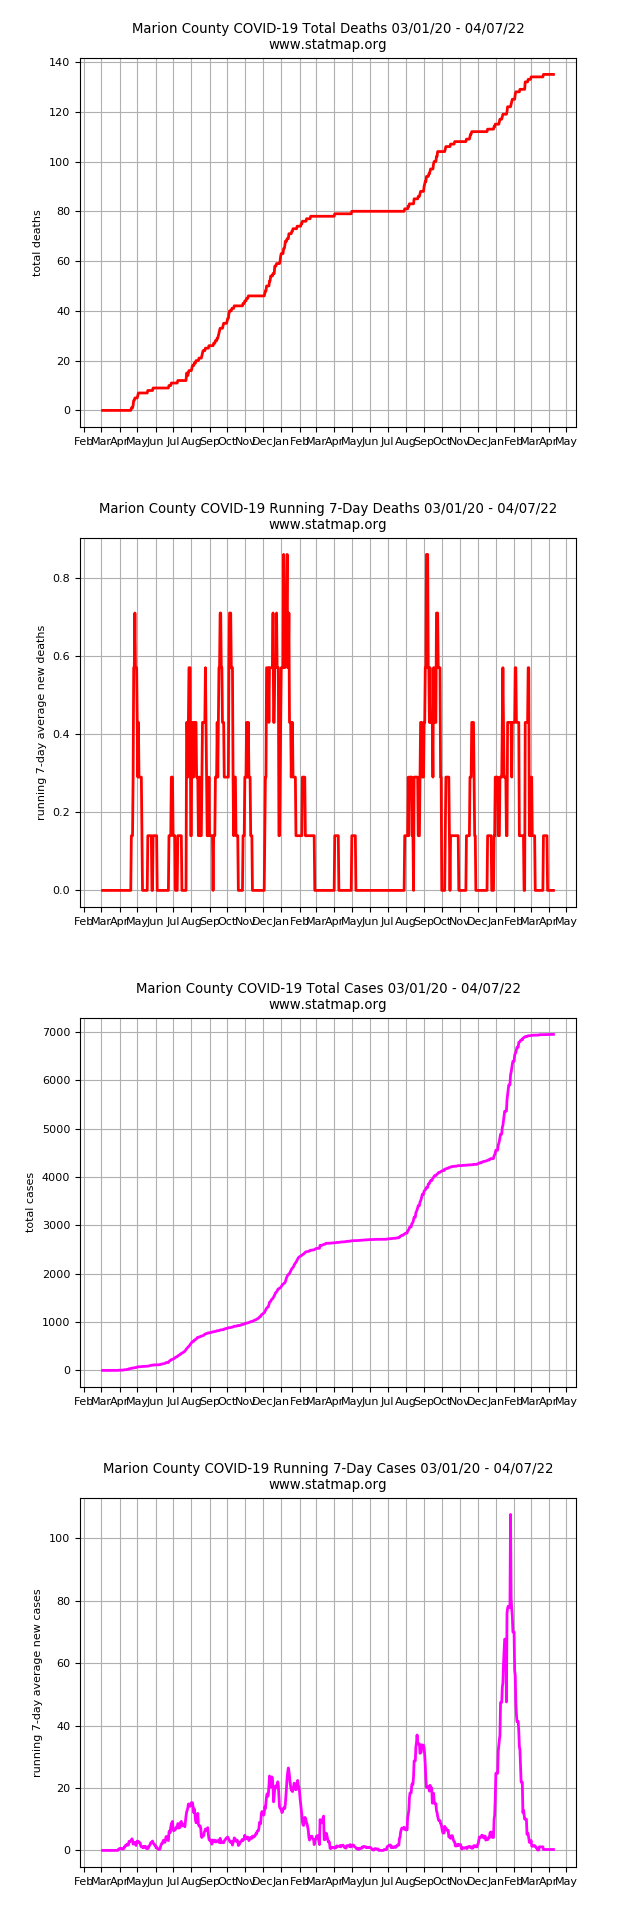 Marion County COVID-19 Total Deaths 03/01/20 - 04/07/22
www.statmap.org
140
120
100
80
60
40
20
0
total deaths
Feb Mar Apr May Jun Jul Aug Sep Oct Nov Dec Jan Feb Mar Apr May Jun Jul Aug Sep Oct Nov Dec Jan Feb Mar Apr May
Marion County COVID-19 Running 7-Day Deaths 03/01/20 - 04/07/22
www.statmap.org
0.8
0.6
0.4
0.2
0.0
running 7-day average new deaths
Feb Mar Apr May Jun Jul Aug Sep Oct Nov Dec Jan Feb Mar Apr May Jun Jul Aug Sep Oct Nov Dec Jan Feb Mar Apr May
Marion County COVID-19 Total Cases 03/01/20 - 04/07/22
www.statmap.org
7000
6000
5000
4000
3000
2000
1000
0
total cases
Feb Mar Apr May Jun Jul Aug Sep Oct Nov Dec Jan Feb Mar Apr May Jun Jul Aug Sep Oct Nov Dec Jan Feb Mar Apr May
Marion County COVID-19 Running 7-Day Cases 03/01/20 - 04/07/22
www.statmap.org
100
80
60
40
20
0
running 7-day average new cases
Feb Mar Apr May Jun Jul Aug Sep Oct Nov Dec Jan Feb Mar Apr May Jun Jul Aug Sep Oct Nov Dec Jan Feb Mar Apr May